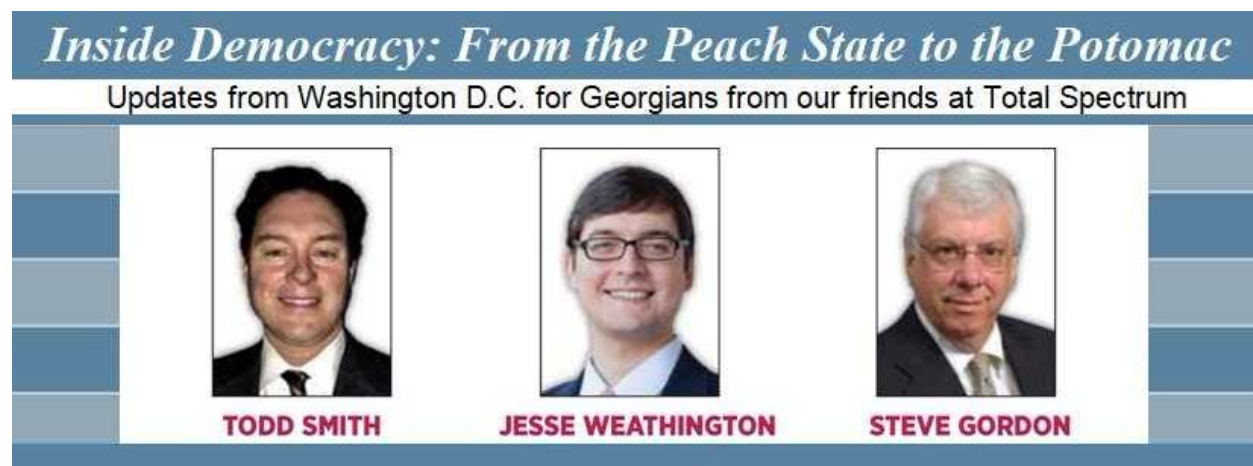 Inside Democracy: From the Peach State to the Potomac
Updates from Washington D.C. for Georgians from our friends at Total Spectrum
TODD SMITH
JESSE WEATHINGTON
STEVE GORDON